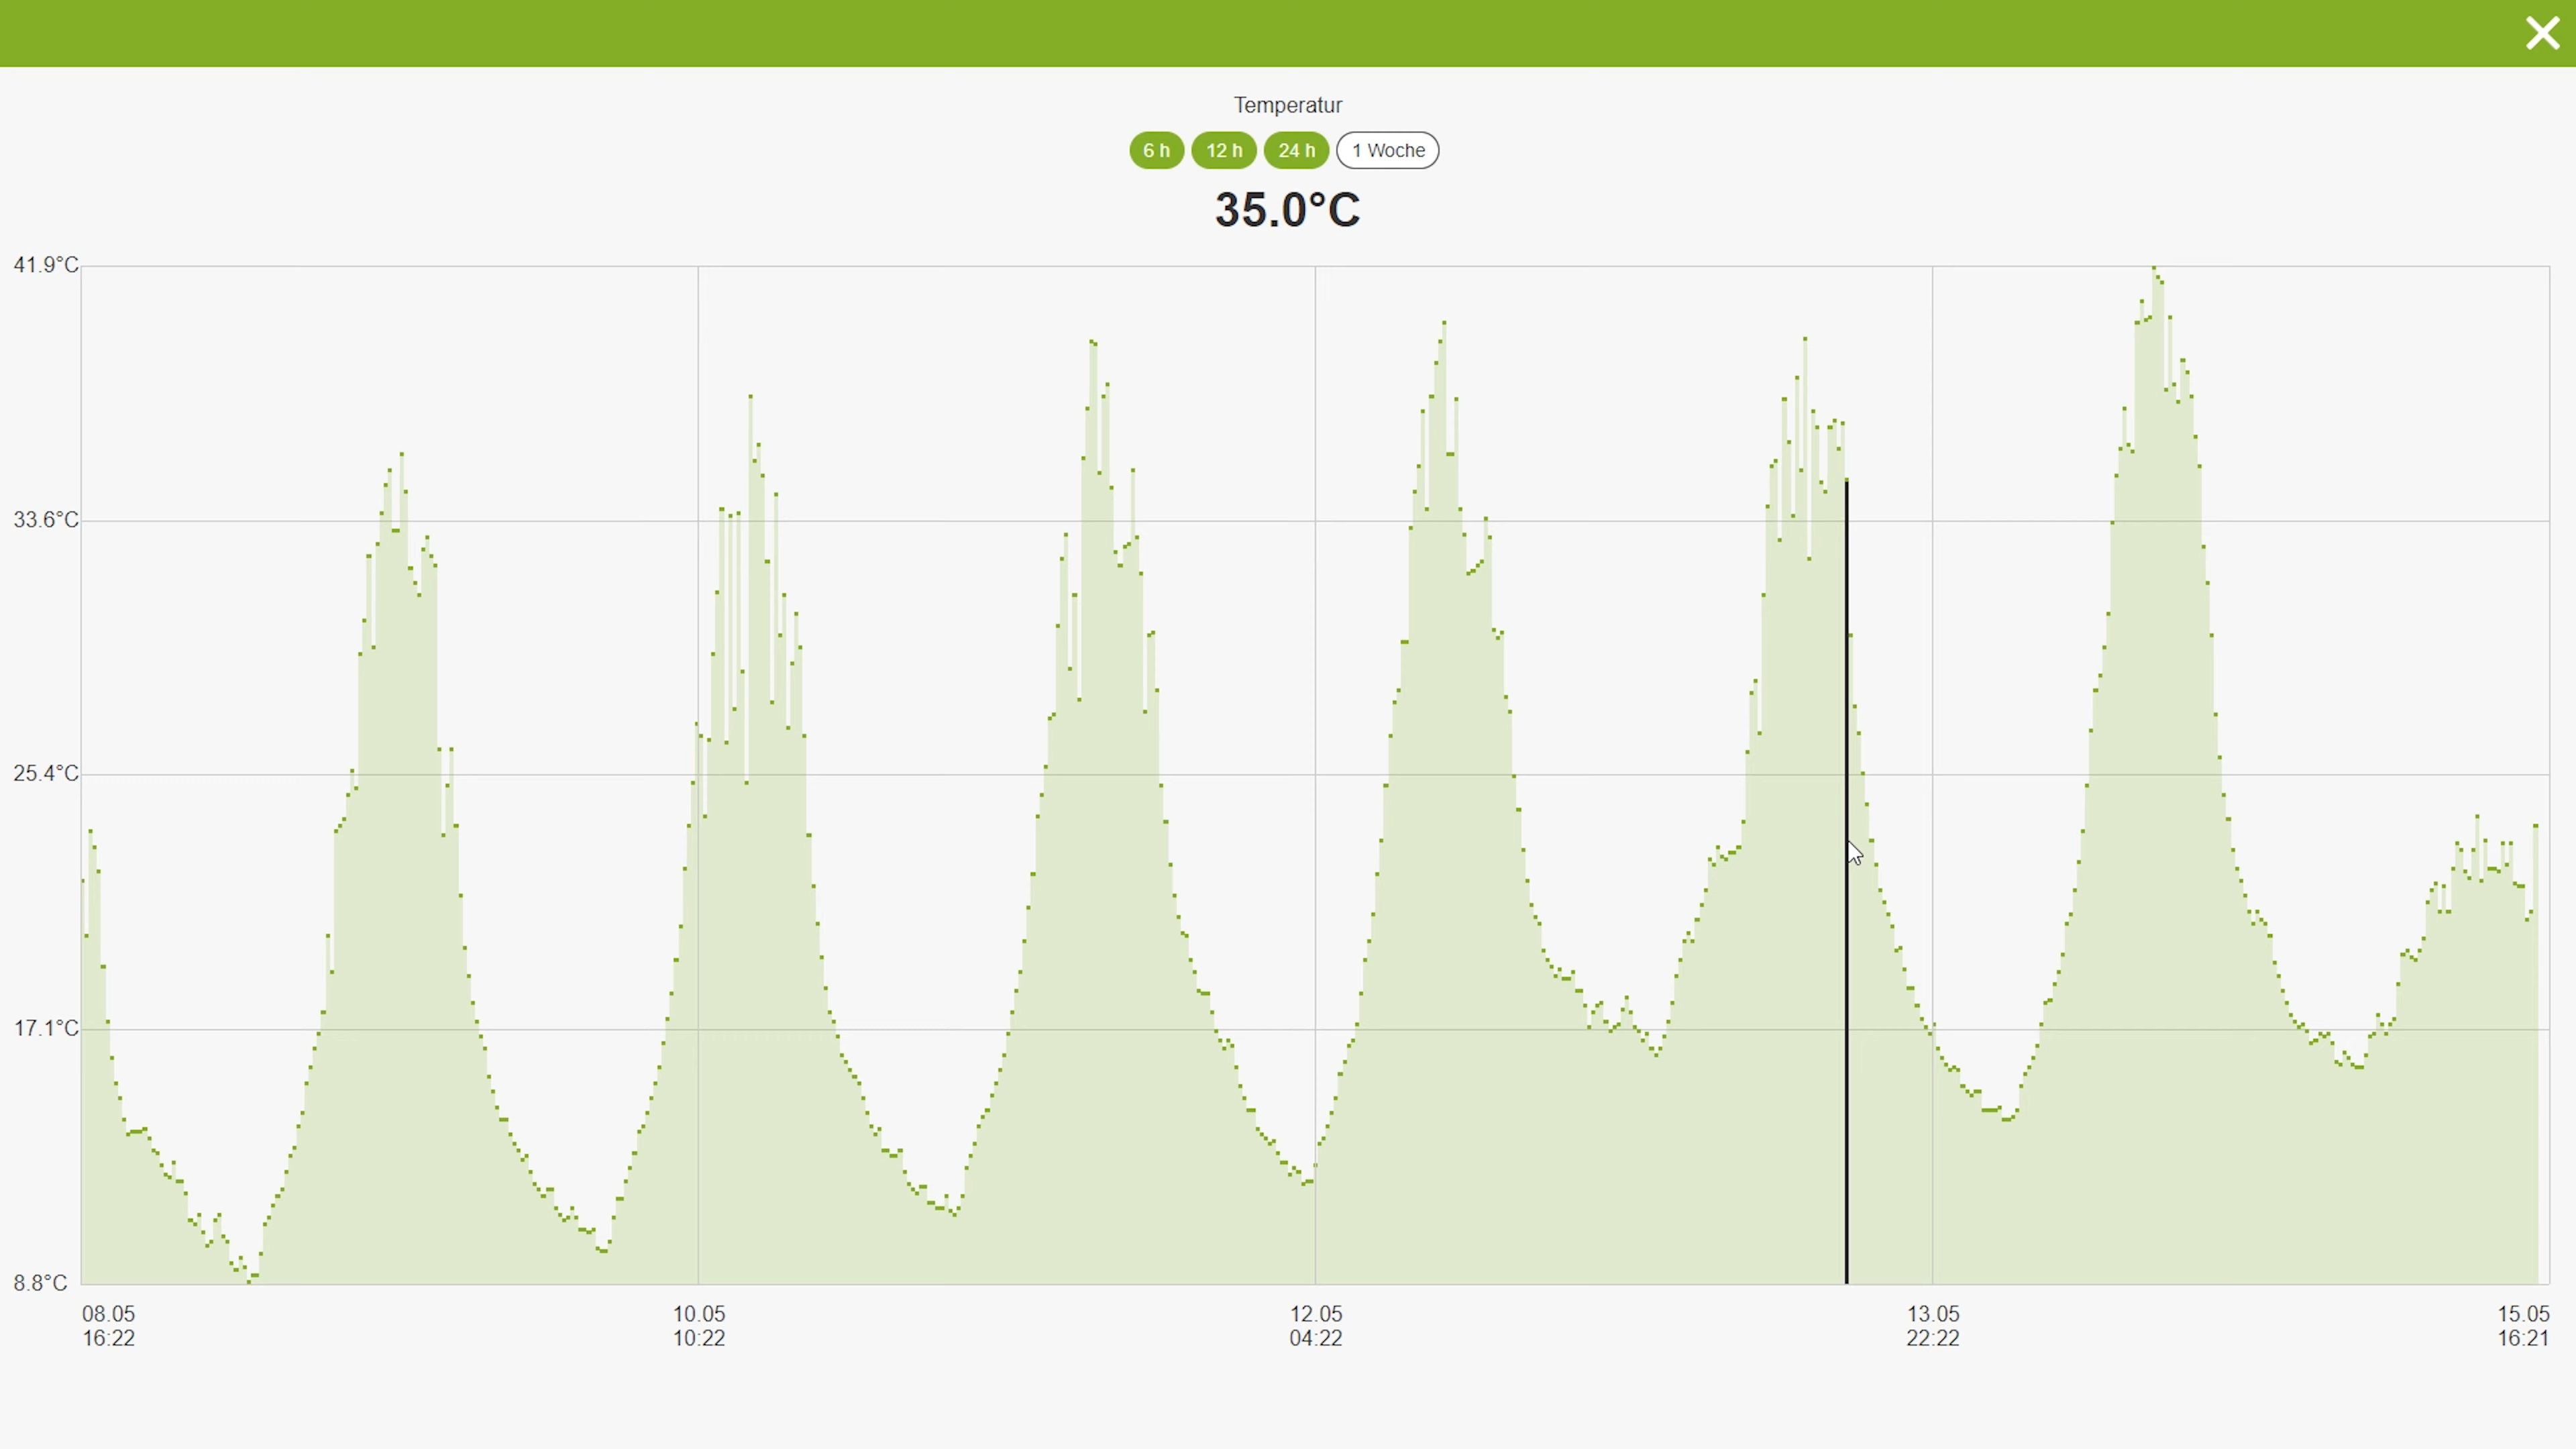 Temperatur
6 h 12 h 24 h 1 Woche
35.0°C
41.9°C
33.6°C
25.4°C
17.1°C
8.8°C
08.05 10.05 12.05 13.05 15.05
16:22 10:22 04:22 22:22 16:21